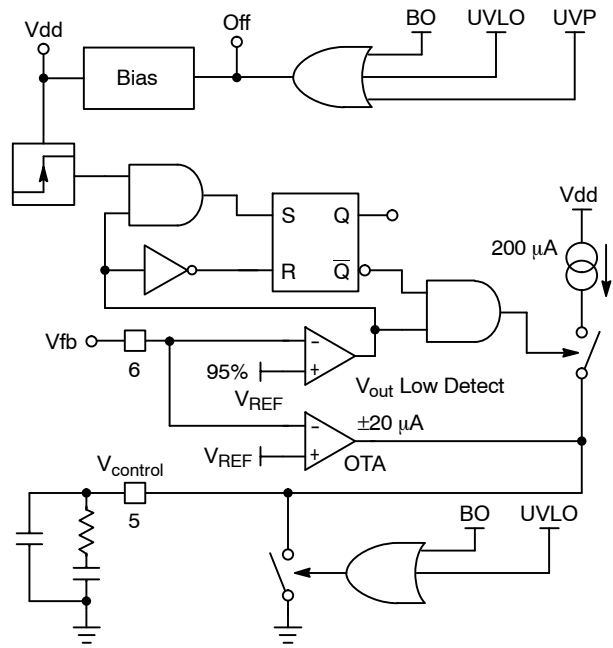 BO UVLO UVP
Off
Vdd
Bias
Vdd
S Q
200 µA
R Q̅
Vfb
6
95%
VREF
Vout Low Detect
±20 µA
VREF
OTA
Vcontrol
5
BO UVLO